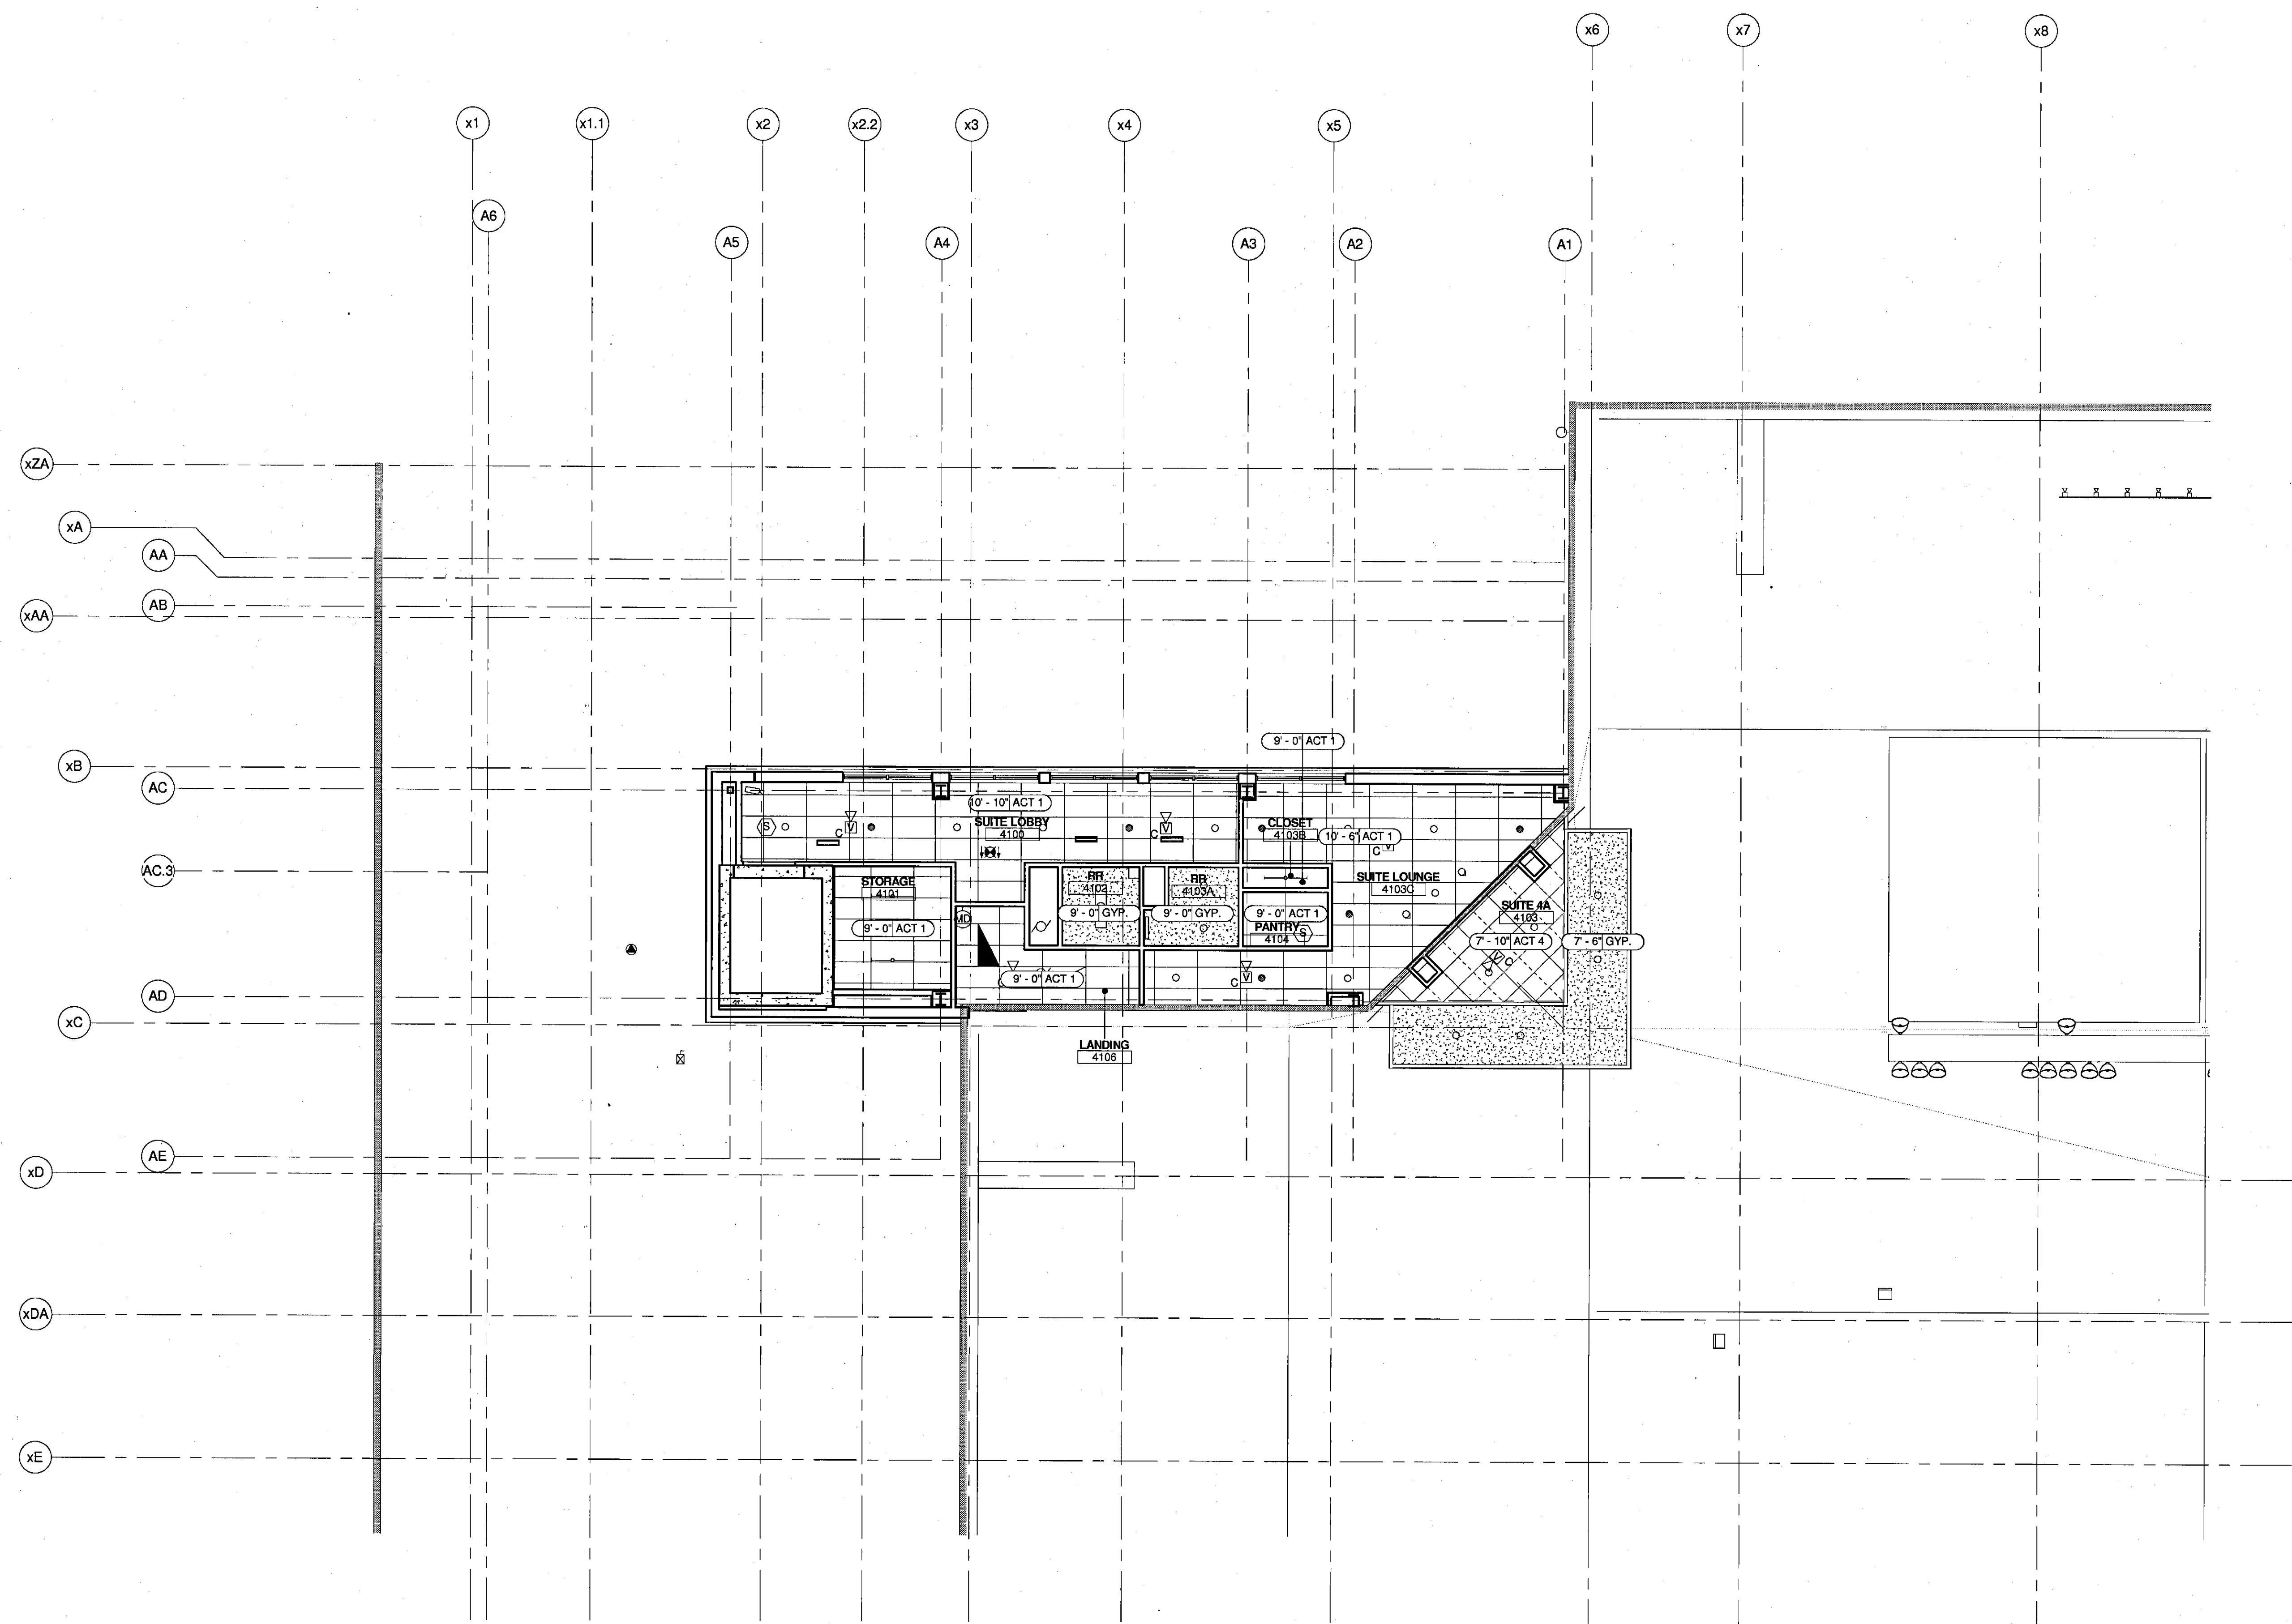 x6
x7
x8
x1
x1.1
x2
x2.2
x3
x4
x5
A6
A5
A4
A3
A2
A1
xZA
xA
AA
AB
xAA
9' - 0" ACT 1
xB
AC
10' - 10" ACT 1
SUITE LOBBY
4100
S
C V
C V
CLOSET
4103B
10' - 6" ACT 1
C V
AC.3
STORAGE
4101
RR
4102
RR
4103A
SUITE LOUNGE
4103C
SUITE 4A
4103
9' - 0" ACT 1
MD
9' - 0" GYP.
9' - 0" GYP.
9' - 0" ACT 1
PANTRY
4104
S
7' - 10" ACT 4
7' - 6" GYP.
V
9' - 0" ACT 1
C V
AD
xC
LANDING
4106
AE
xD
xDA
xE